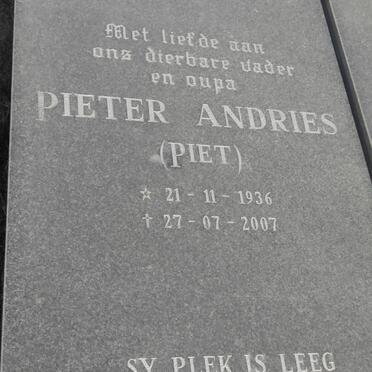 Met liefde aan
ons dierbare vader
en oupa
PIETER ANDRIES
(PIET)
☆ 21 - 11 - 1936
† 27 - 07 - 2007
SY PLEK IS LEEG